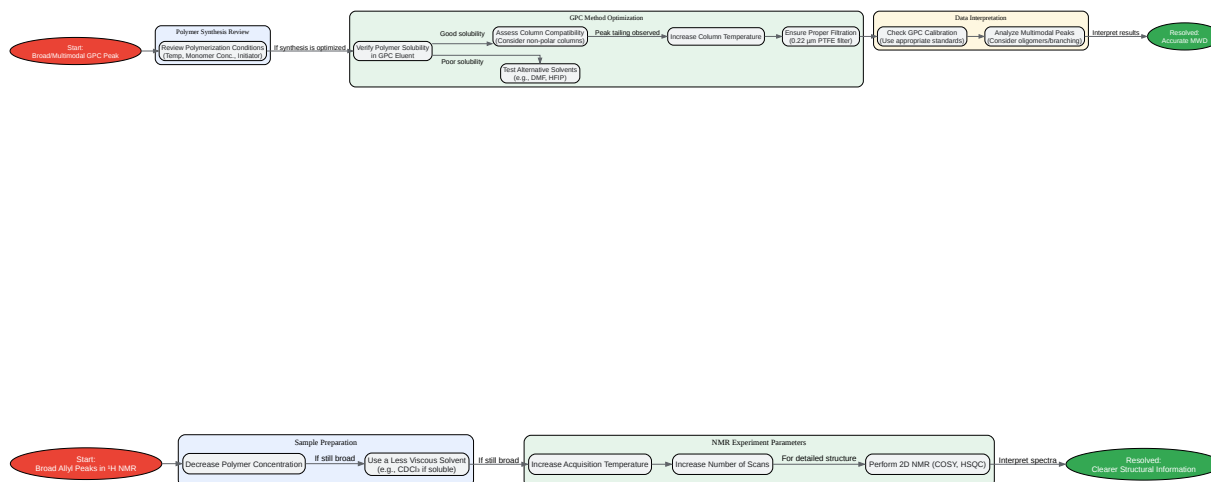 Polymer Synthesis Review
GPC Method Optimization
Data Interpretation
Start:
Broad/Multimodal GPC Peak
Review Polymerization Conditions
(Temp, Monomer Conc., Initiator)
If synthesis is optimized
Verify Polymer Solubility
in GPC Eluent
Good solubility
Poor solubility
Assess Column Compatibility
(Consider non-polar columns)
Test Alternative Solvents
(e.g., DMF, HFIP)
Peak tailing observed
Increase Column Temperature
Ensure Proper Filtration
(0.22 μm PTFE filter)
Check GPC Calibration
(Use appropriate standards)
Analyze Multimodal Peaks
(Consider oligomers/branching)
Interpret results
Resolved:
Accurate MWD
Sample Preparation
NMR Experiment Parameters
Start:
Broad Allyl Peaks in ¹H NMR
Decrease Polymer Concentration
If still broad
Use a Less Viscous Solvent
(e.g., CDCl₃ if soluble)
If still broad
Increase Acquisition Temperature
Increase Number of Scans
For detailed structure
Perform 2D NMR (COSY, HSQC)
Interpret spectra
Resolved:
Clearer Structural Information